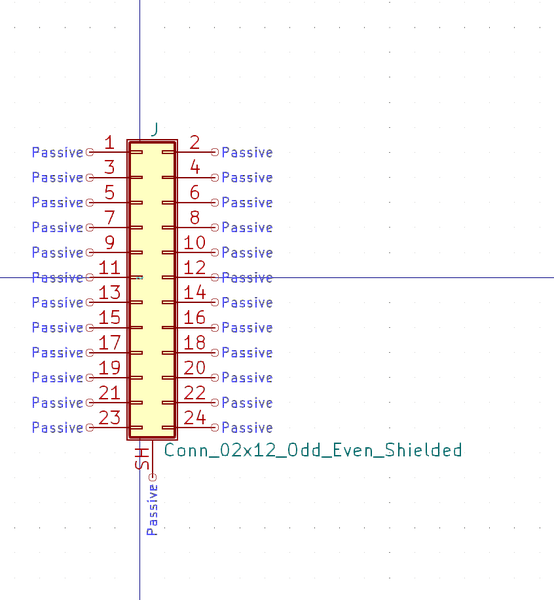 J
Passive 1 2 Passive
Passive 3 4 Passive
Passive 5 6 Passive
Passive 7 8 Passive
Passive 9 10 Passive
Passive 11 12 Passive
Passive 13 14 Passive
Passive 15 16 Passive
Passive 17 18 Passive
Passive 19 20 Passive
Passive 21 22 Passive
Passive 23 24 Passive
Conn_02x12_Odd_Even_Shielded
SH
Passive